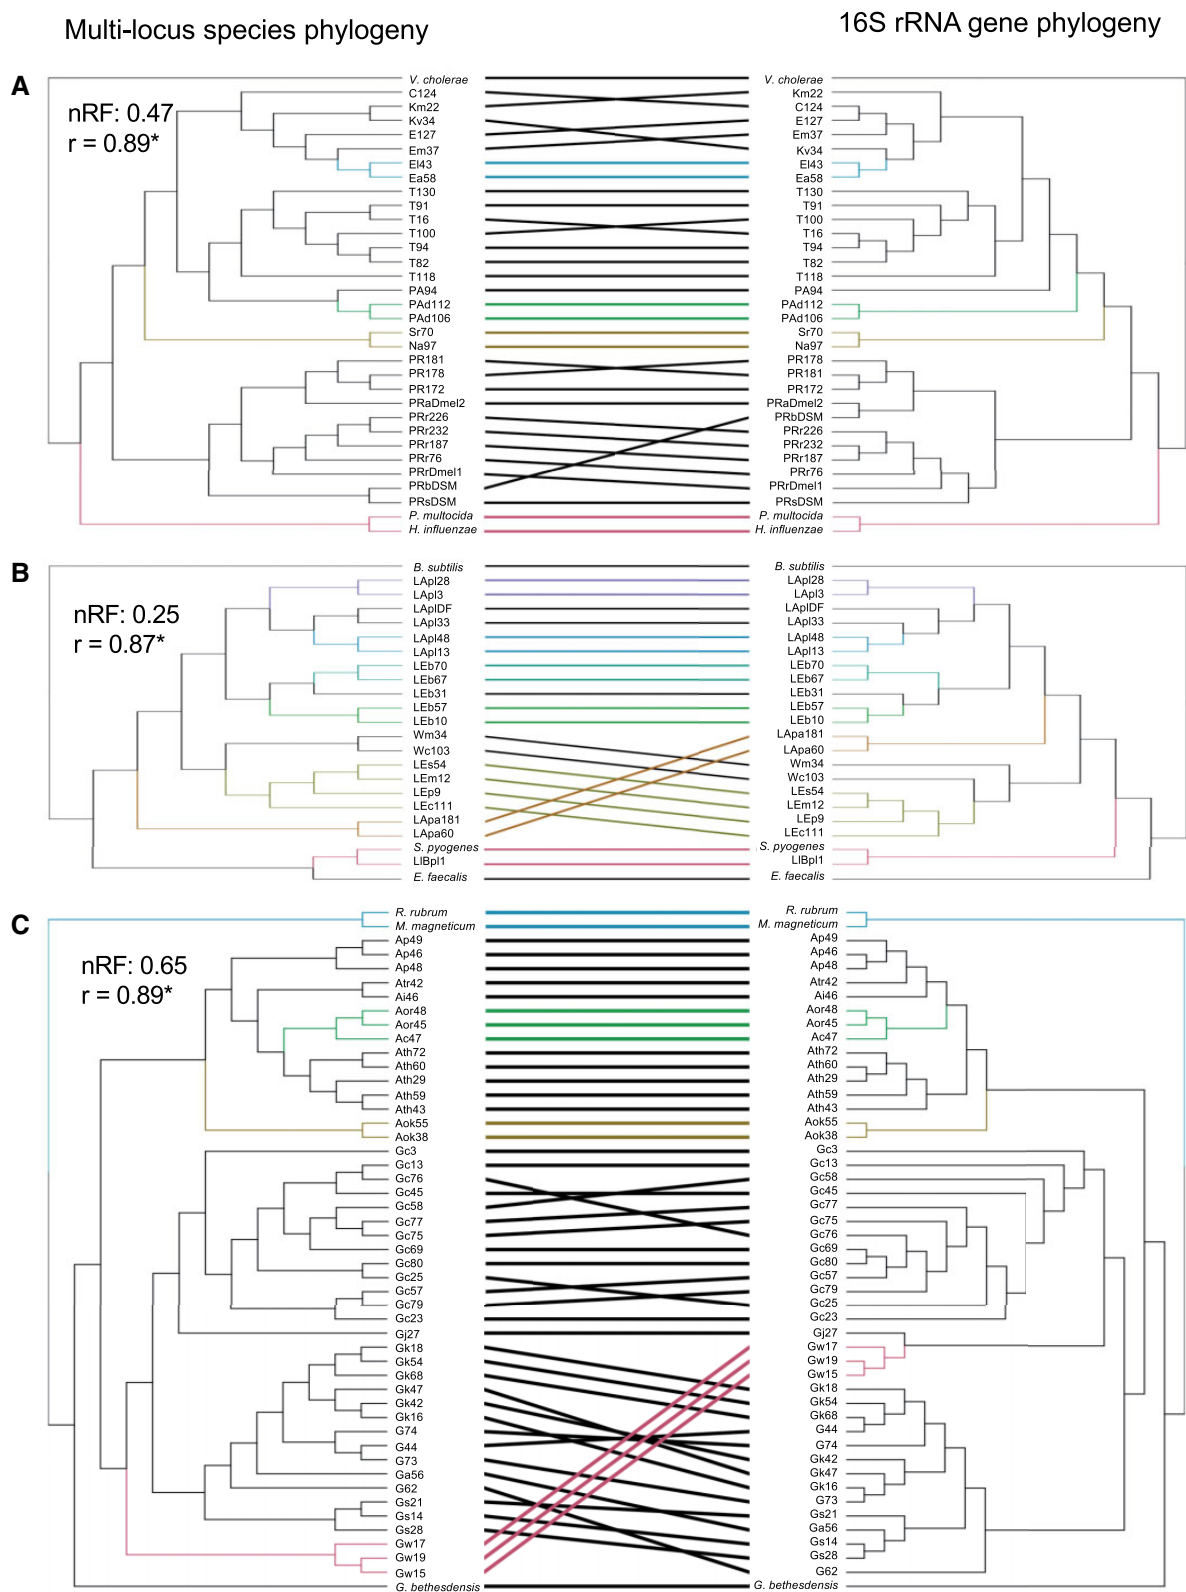 Multi-locus species phylogeny
16S rRNA gene phylogeny
A
nRF: 0.47
r = 0.89*
V. cholerae
C124
Km22
Kv34
E127
Em37
El43
Ea58
T130
T91
T16
T100
T94
T82
T118
PA94
PAd112
PAd106
Sr70
Na97
PR181
PR178
PR172
PRaDmel2
PRr226
PRr232
PRr187
PRr76
PRrDmel1
PRbDSM
PRsDSM
P. multocida
H. influenzae
V. cholerae
Km22
C124
E127
Em37
Kv34
El43
Ea58
T130
T91
T100
T16
T94
T82
T118
PA94
PAd112
PAd106
Sr70
Na97
PR178
PR181
PR172
PRaDmel2
PRbDSM
PRr226
PRr232
PRr187
PRr76
PRrDmel1
PRsDSM
P. multocida
H. influenzae
B
nRF: 0.25
r = 0.87*
B. subtilis
LApl28
LApl3
LAplDF
LApl33
LApl48
LApl13
LEb70
LEb67
LEb31
LEb57
LEb10
Wm34
Wc103
LEs54
LEm12
LEp9
LEc111
LApa181
LApa60
S. pyogenes
LlBpl1
E. faecalis
B. subtilis
LApl28
LApl3
LAplDF
LApl33
LApl48
LApl13
LEb70
LEb67
LEb31
LEb57
LEb10
LApa181
LApa60
Wm34
Wc103
LEs54
LEm12
LEp9
LEc111
S. pyogenes
LlBpl1
E. faecalis
C
nRF: 0.65
r = 0.89*
R. rubrum
M. magneticum
Ap49
Ap46
Ap48
Atr42
Ai46
Aor48
Aor45
Ac47
Ath72
Ath60
Ath29
Ath59
Ath43
Aok55
Aok38
Gc3
Gc13
Gc76
Gc45
Gc58
Gc77
Gc75
Gc69
Gc80
Gc25
Gc57
Gc79
Gc23
Gj27
Gk18
Gk54
Gk68
Gk47
Gk42
Gk16
G74
G44
G73
Ga56
G62
Gs21
Gs14
Gs28
Gw17
Gw19
Gw15
G. bethesdensis
R. rubrum
M. magneticum
Ap49
Ap46
Ap48
Atr42
Ai46
Aor48
Aor45
Ac47
Ath72
Ath60
Ath29
Ath59
Ath43
Aok55
Aok38
Gc3
Gc13
Gc58
Gc45
Gc77
Gc75
Gc76
Gc69
Gc80
Gc57
Gc79
Gc25
Gc23
Gj27
Gw17
Gw19
Gw15
Gk18
Gk54
Gk68
G44
G74
Gk42
Gk47
Gk16
G73
Gs21
Ga56
Gs14
Gs28
G62
G. bethesdensis